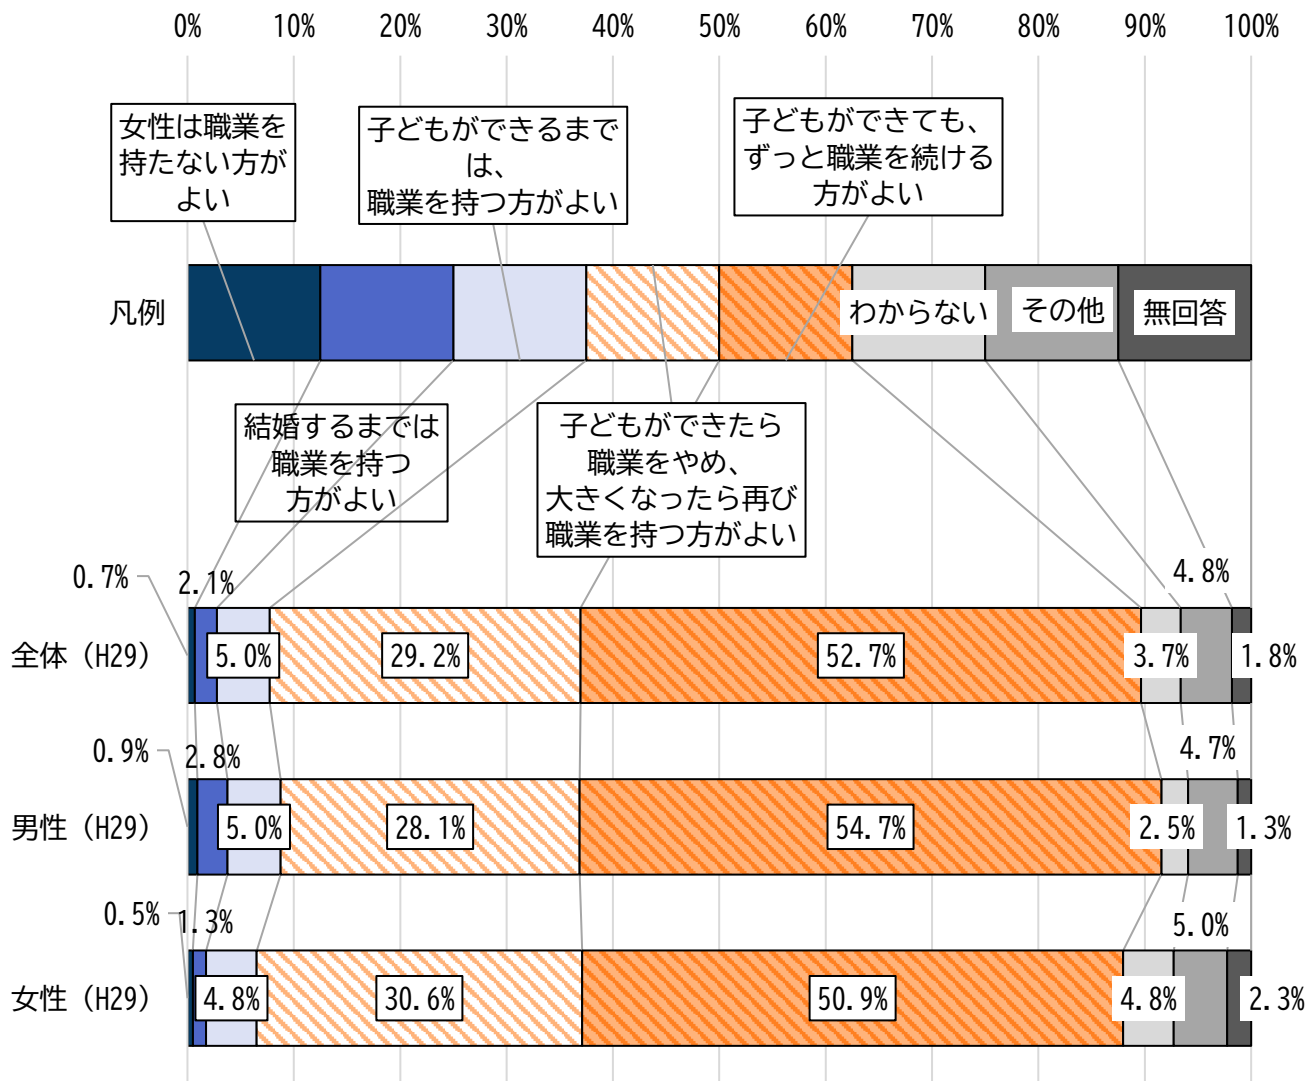 0% 10% 20% 30% 40% 50% 60% 70% 80% 90% 100%
女性は職業を
持たない方が
よい
子どもができるまで
は、
職業を持つ方がよい
子どもができても、
ずっと職業を続ける
方がよい
凡例
わからない
その他
無回答
結婚するまでは
職業を持つ
方がよい
子どもができたら
職業をやめ、
大きくなったら再び
職業を持つ方がよい
0.7% 2.1% 4.8%
全体（H29） 5.0% 29.2% 52.7% 3.7% 1.8%
0.9% 2.8% 4.7%
男性（H29） 5.0% 28.1% 54.7% 2.5% 1.3%
0.5% 1.3% 5.0%
女性（H29） 4.8% 30.6% 50.9% 4.8% 2.3%